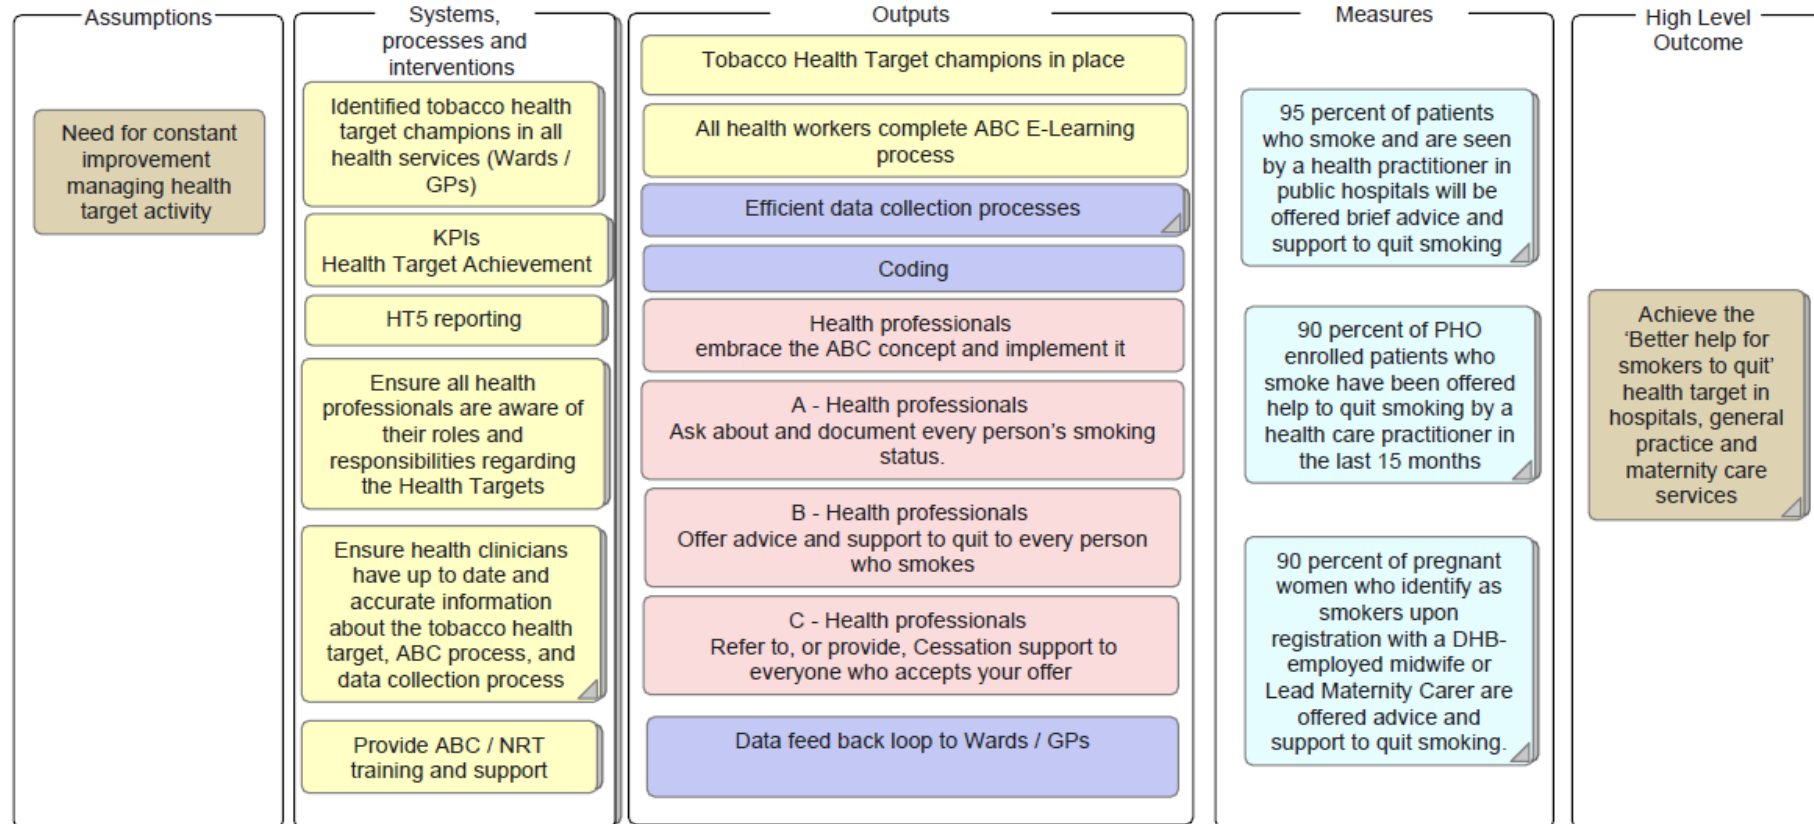 Assumptions
Need for constant
improvement
managing health
target activity
Systems,
processes and
interventions
Identified tobacco health
target champions in all
health services (Wards /
GPs)
KPIs
Health Target Achievement
HT5 reporting
Ensure all health
professionals are aware of
their roles and
responsibilities regarding
the Health Targets
Ensure health clinicians
have up to date and
accurate information
about the tobacco health
target, ABC process, and
data collection process
Provide ABC / NRT
training and support
Outputs
Tobacco Health Target champions in place
All health workers complete ABC E-Learning
process
Efficient data collection processes
Coding
Health professionals
embrace the ABC concept and implement it
A - Health professionals
Ask about and document every person's smoking
status.
B - Health professionals
Offer advice and support to quit to every person
who smokes
C - Health professionals
Refer to, or provide, Cessation support to
everyone who accepts your offer
Data feed back loop to Wards / GPs
Measures
95 percent of patients
who smoke and are seen
by a health practitioner in
public hospitals will be
offered brief advice and
support to quit smoking
90 percent of PHO
enrolled patients who
smoke have been offered
help to quit smoking by a
health care practitioner in
the last 15 months
90 percent of pregnant
women who identify as
smokers upon
registration with a DHB-
employed midwife or
Lead Maternity Carer are
offered advice and
support to quit smoking.
High Level
Outcome
Achieve the
‘Better help for
smokers to quit’
health target in
hospitals, general
practice and
maternity care
services